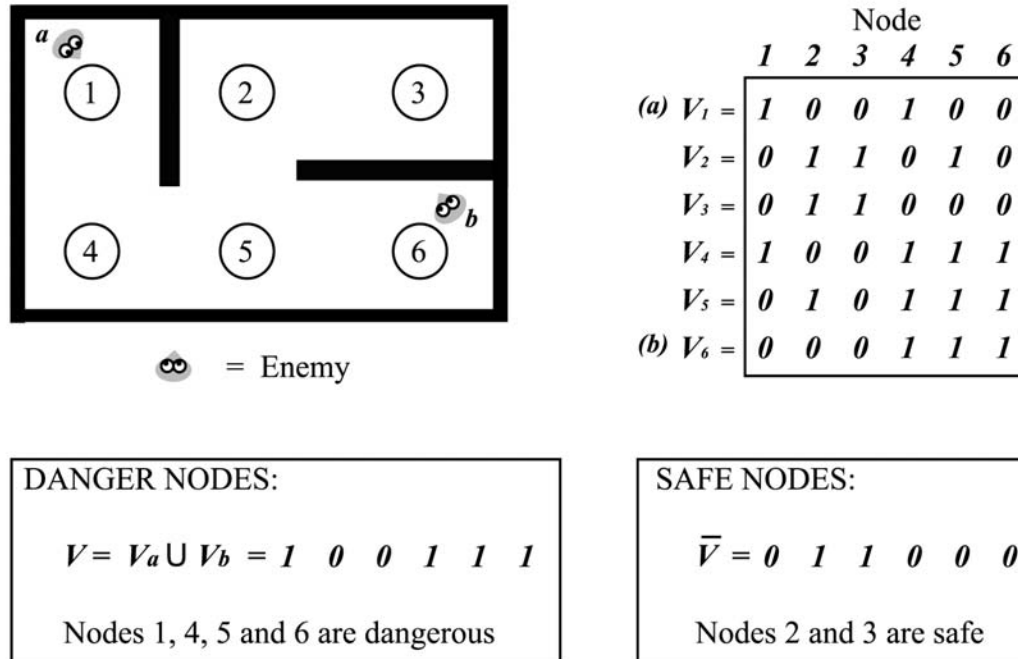 a
1 2 3
b
4 5 6
= Enemy
Node
1 2 3 4 5 6
(a) V₁ = 1 0 0 1 0 0
V₂ = 0 1 1 0 1 0
V₃ = 0 1 1 0 0 0
V₄ = 1 0 0 1 1 1
V₅ = 0 1 0 1 1 1
(b) V₆ = 0 0 0 1 1 1
DANGER NODES:
V = Va ∪ Vb = 1 0 0 1 1 1
Nodes 1, 4, 5 and 6 are dangerous
SAFE NODES:
V̅ = 0 1 1 0 0 0
Nodes 2 and 3 are safe